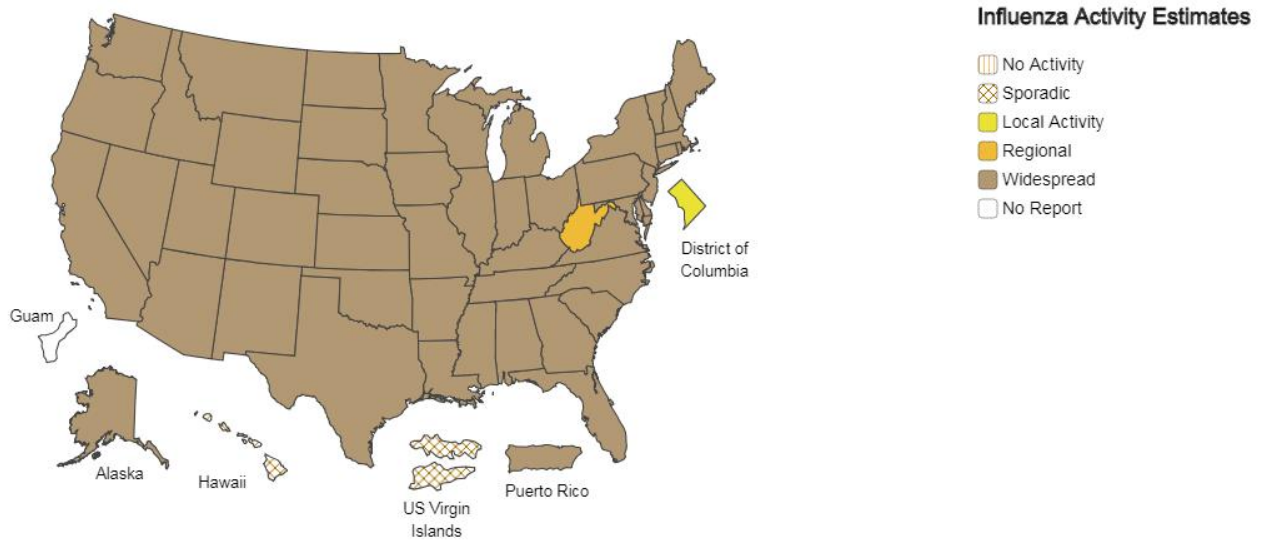 Influenza Activity Estimates
No Activity
Sporadic
Local Activity
Regional
Widespread
No Report
District of
Columbia
Guam
Alaska
Hawaii
US Virgin
Islands
Puerto Rico